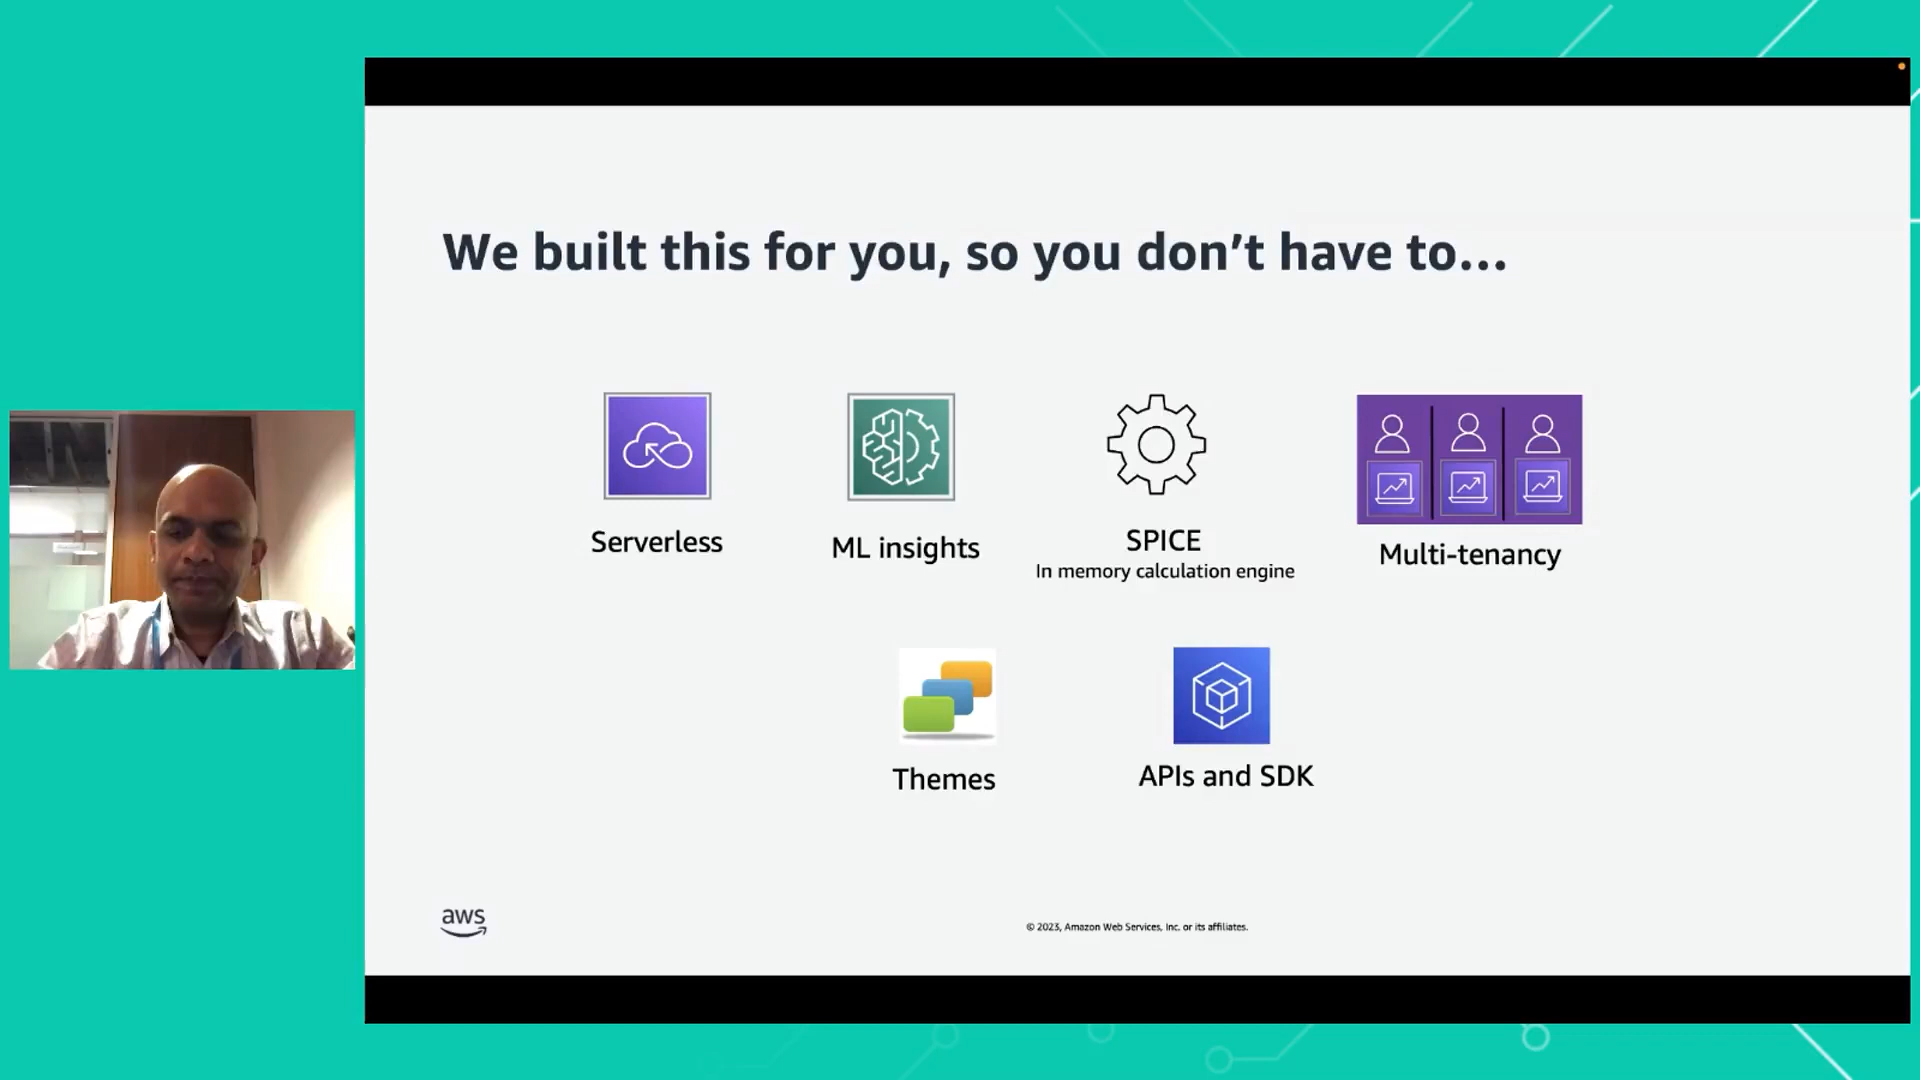 We built this for you, so you don't have to...
Serverless
ML insights
SPICE
In memory calculation engine
Multi-tenancy
Themes
APIs and SDK
aws
© 2023, Amazon Web Services, Inc. or its affiliates.